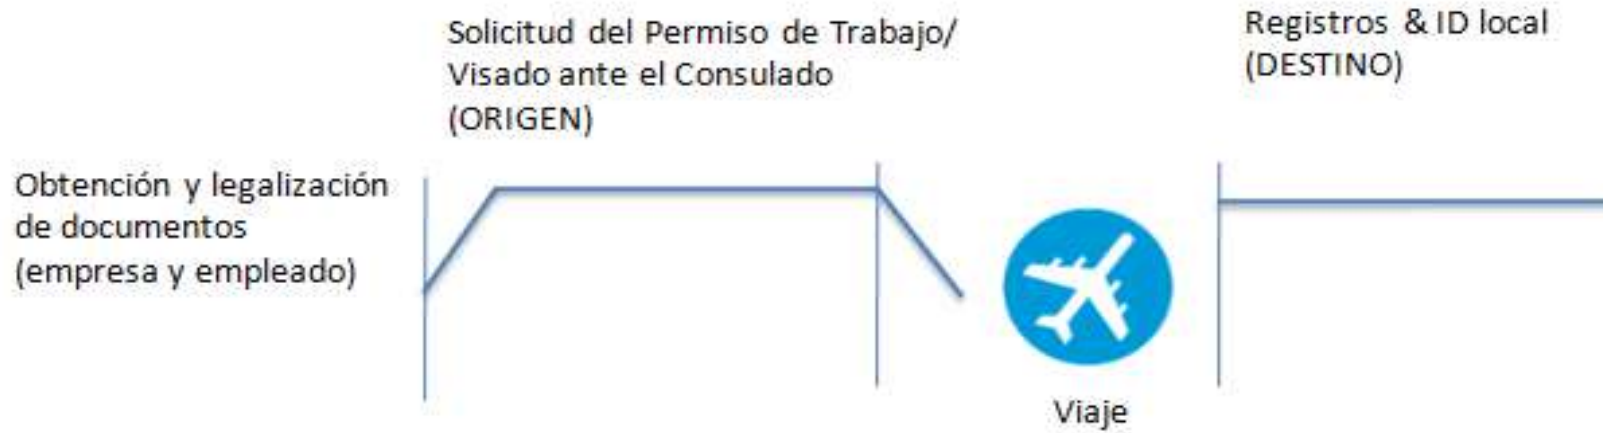 Obtención y legalización
de documentos
(empresa y empleado)
Solicitud del Permiso de Trabajo/
Visado ante el Consulado
(ORIGEN)
Viaje
Registros & ID local
(DESTINO)